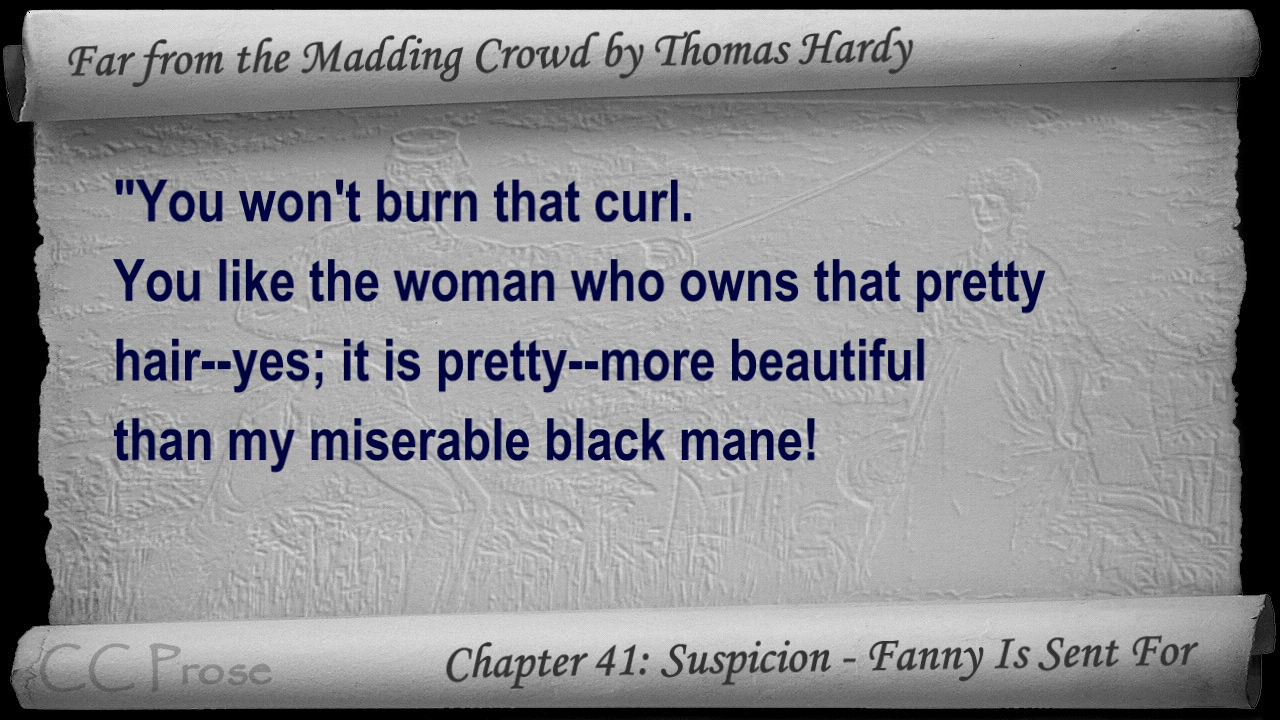 Far from the Madding Crowd by Thomas Hardy
"You won't burn that curl.
You like the woman who owns that pretty
hair--yes; it is pretty--more beautiful
than my miserable black mane!
CC Prose
Chapter 41: Suspicion - Fanny Is Sent For